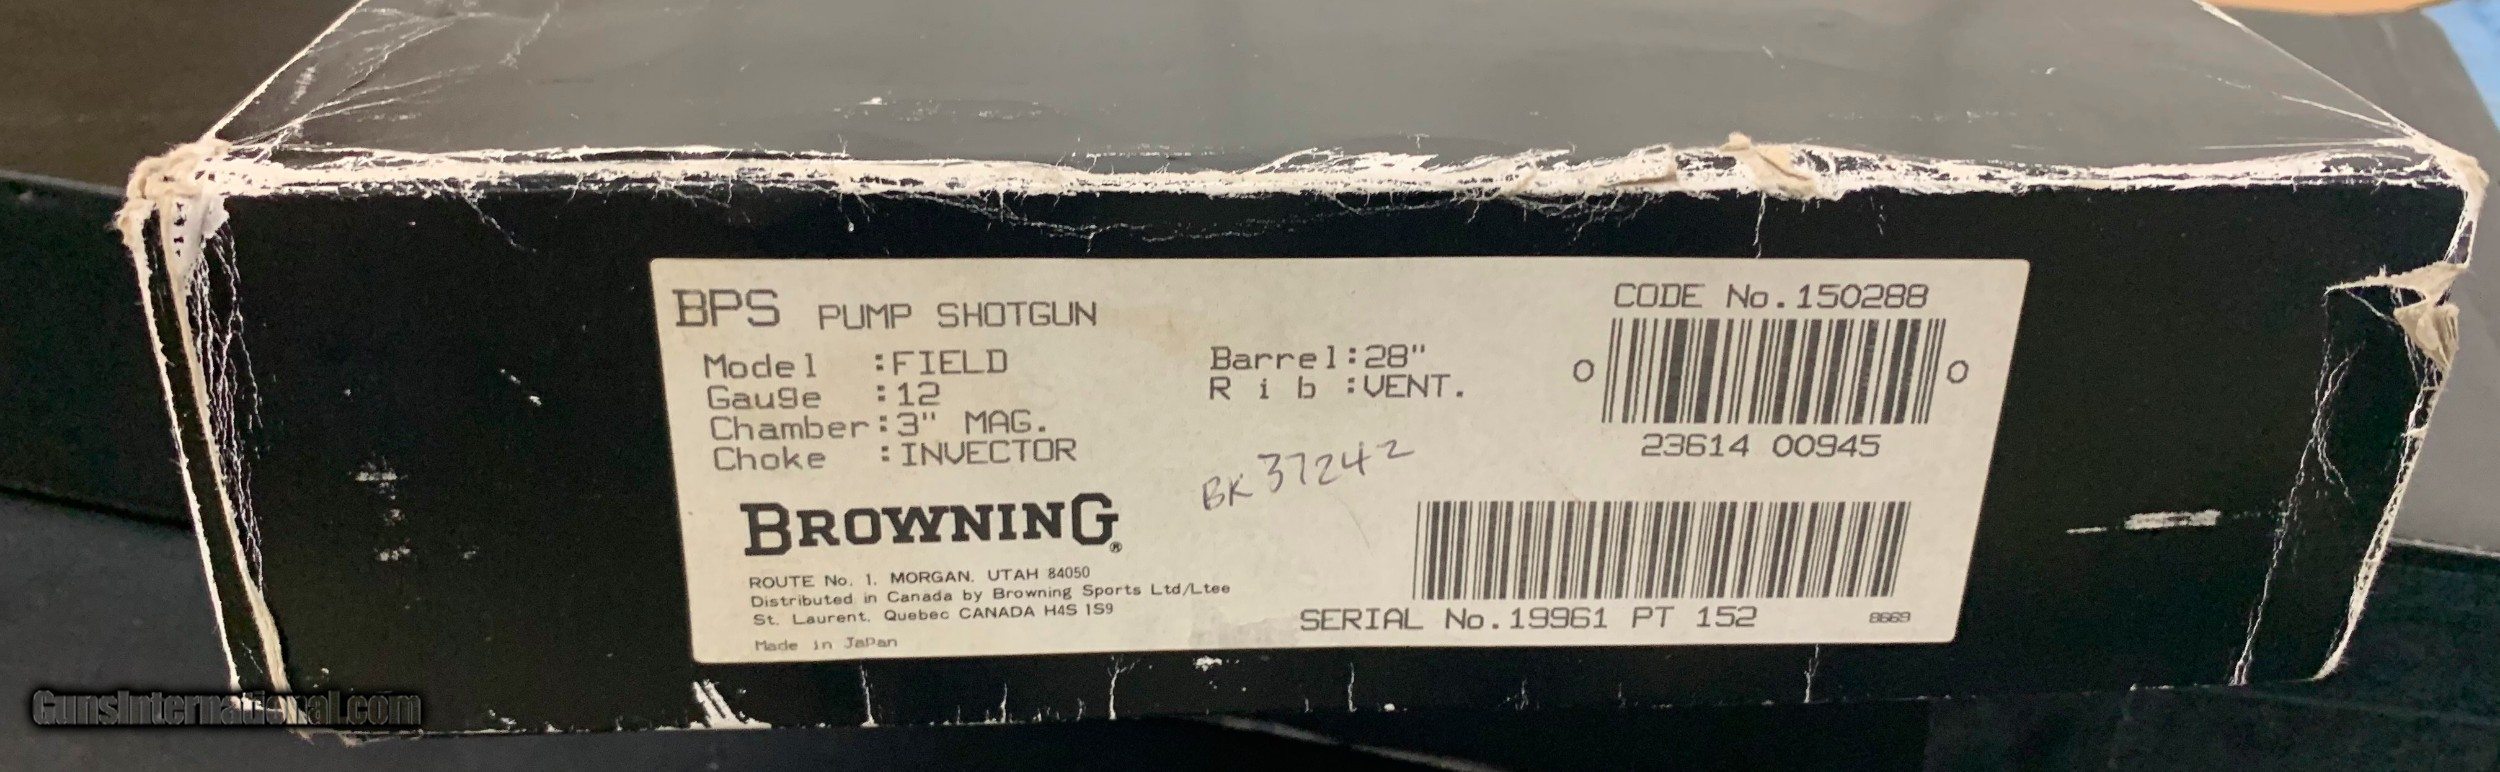 BPS PUMP SHOTGUN
Model :FIELD
Gauge :12
Chamber:3" MAG.
Choke :INVECTOR
Barrel:28"
Rib :VENT.
CODE No.150288
0 0
23614 00945
BK 37242
BROWNING®
ROUTE No. 1, MORGAN, UTAH 84050
Distributed in Canada by Browning Sports Ltd/Ltee
St. Laurent, Quebec CANADA H4S 1S9
Made in Japan
SERIAL No.19961 PT 152
8669
GunsInternational.com